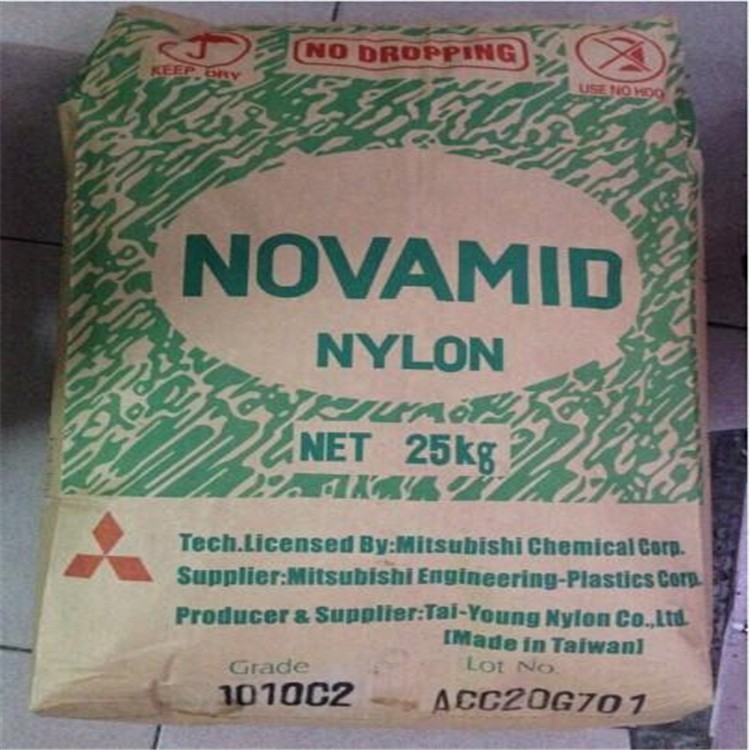 KEEP DRY
NO DROPPING
USE NO HOO
NOVAMID
NYLON
NET 25kg
Tech.Licensed By:Mitsubishi Chemical Corp.
Supplier:Mitsubishi Engineering-Plastics Corp.
Producer & Supplier:Tai-Young Nylon Co.,Ltd.
[Made in Taiwan]
Grade Lot No.
1010C2 ACC20G701